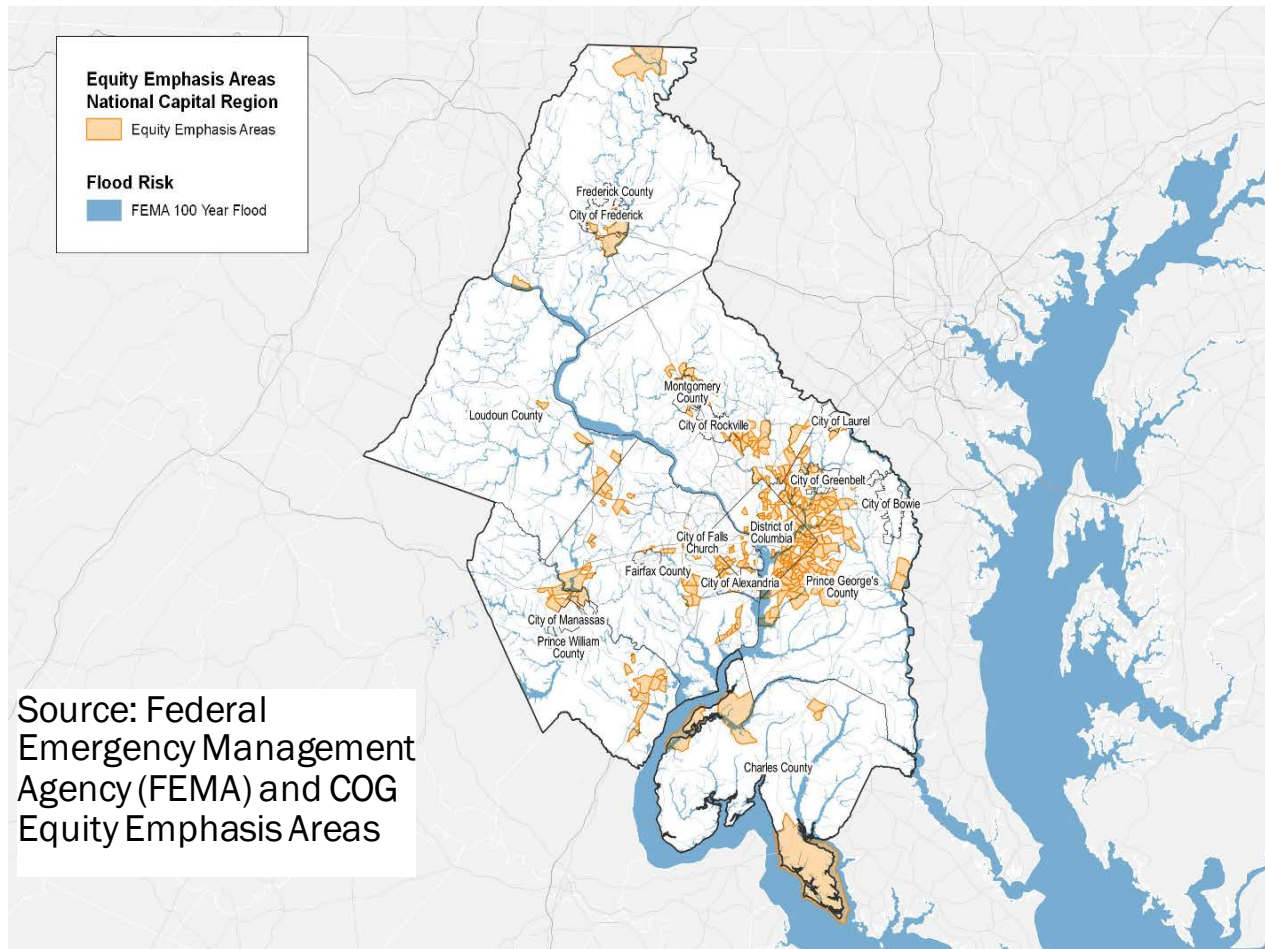 Equity Emphasis Areas
National Capital Region
Equity Emphasis Areas
Flood Risk
FEMA 100 Year Flood
Frederick County
City of Frederick
Montgomery
County
Loudoun County
City of Rockville
City of Laurel
City of Greenbelt
City of Bowie
District of
Columbia
City of Falls
Church
Fairfax County
City of Alexandria
Prince George's
County
City of Manassas
Prince William
County
Charles County
Source: Federal
Emergency Management
Agency (FEMA) and COG
Equity Emphasis Areas